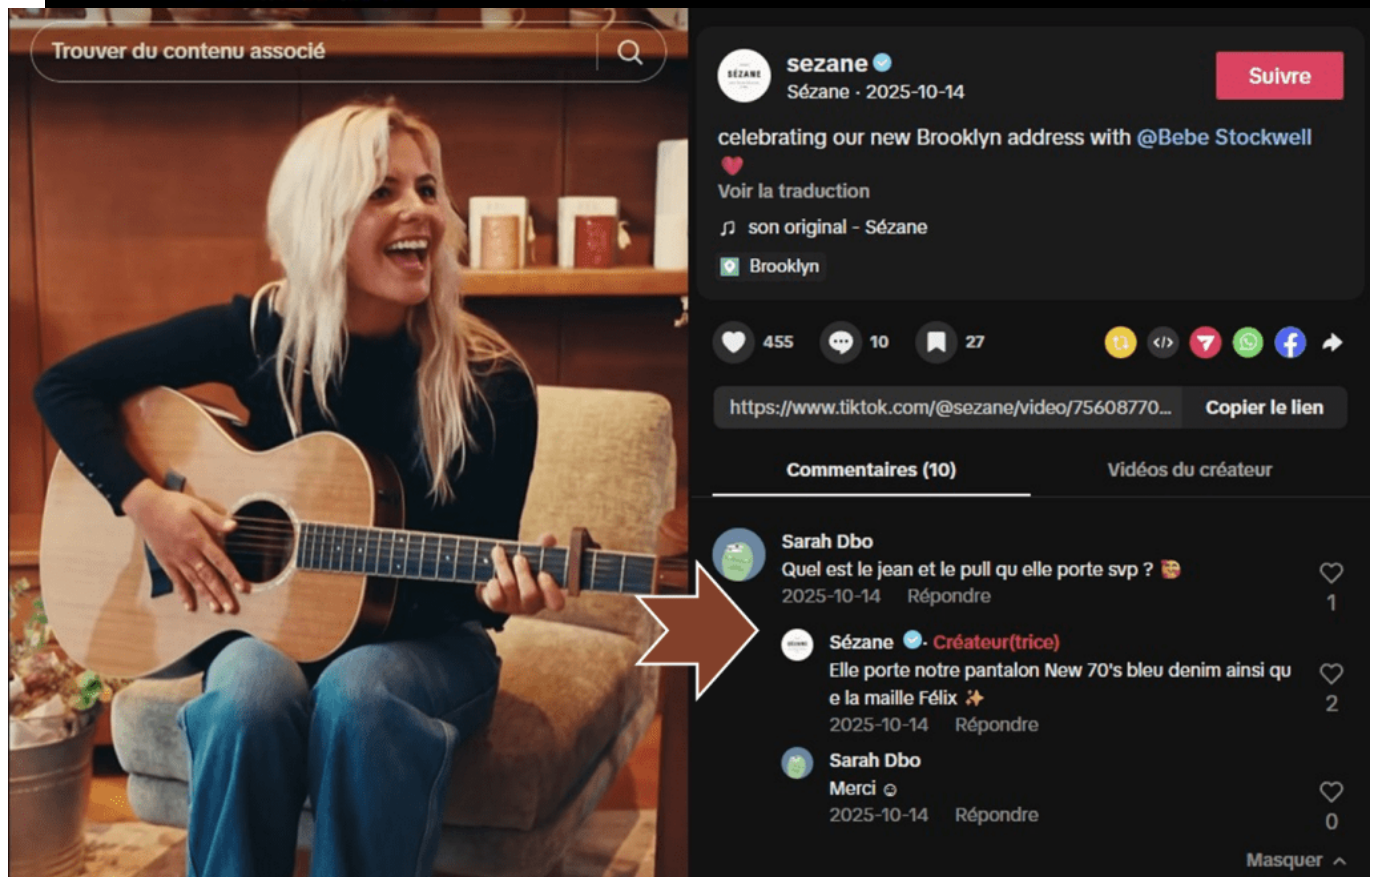 Trouver du contenu associé
SÉZANE
sezane
Suivre
Sézane · 2025-10-14
celebrating our new Brooklyn address with @Bebe Stockwell
❤️
Voir la traduction
♫ son original - Sézane
Brooklyn
455
10
27
</>
https://www.tiktok.com/@sezane/video/75608770...
Copier le lien
Commentaires (10)
Vidéos du créateur
Sarah Dbo
Quel est le jean et le pull qu elle porte svp ? 🥰
2025-10-14 Répondre
1
Sézane · Créateur(trice)
Elle porte notre pantalon New 70's bleu denim ainsi qu
e la maille Félix ✨
2025-10-14 Répondre
2
Sarah Dbo
Merci ☺
2025-10-14 Répondre
0
Masquer